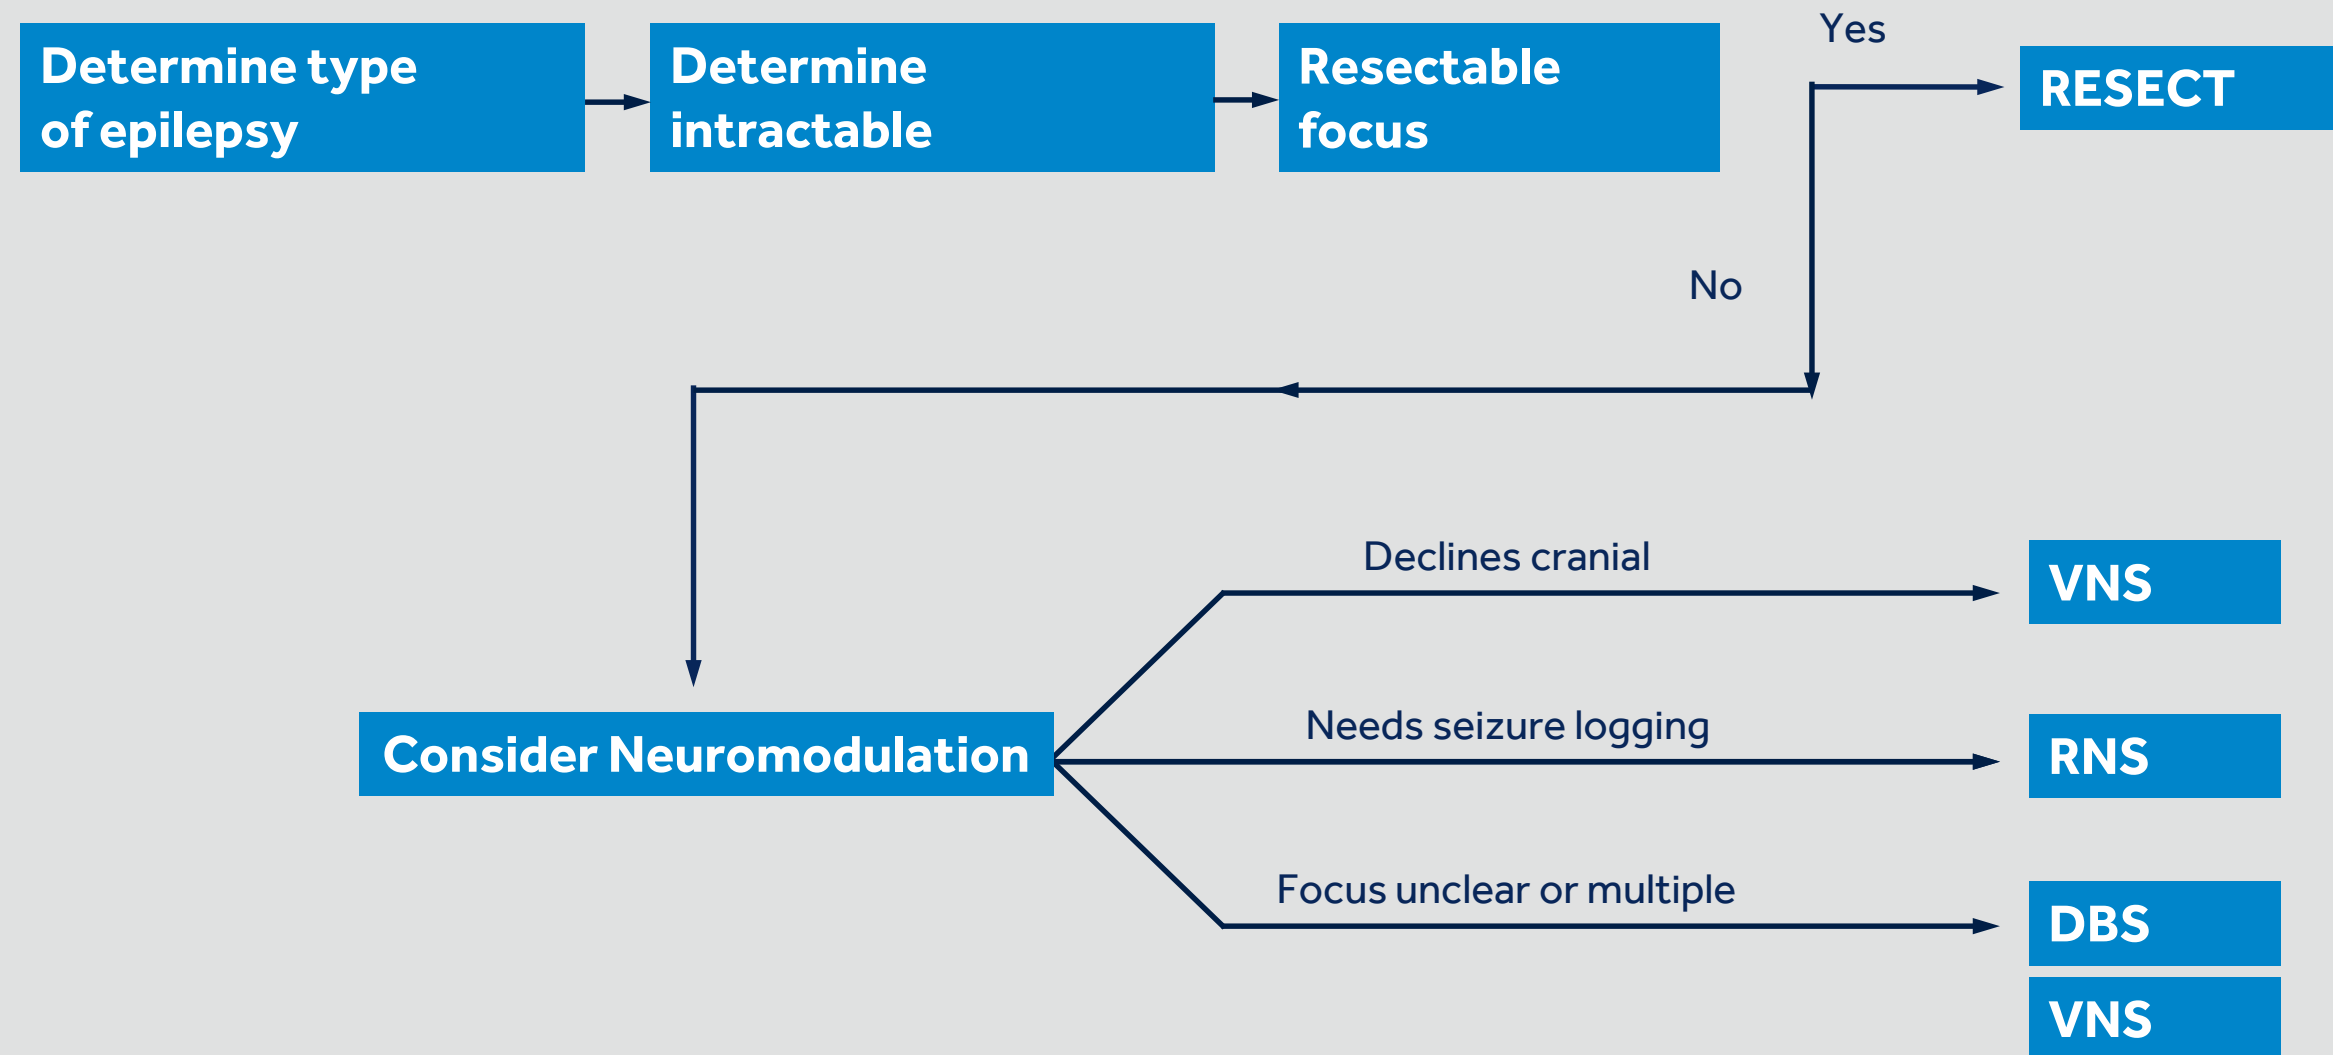 Determine type
of epilepsy
Determine
intractable
Resectable
focus
Yes
RESECT
No
Declines cranial
VNS
Needs seizure logging
RNS
Consider Neuromodulation
Focus unclear or multiple
DBS
VNS